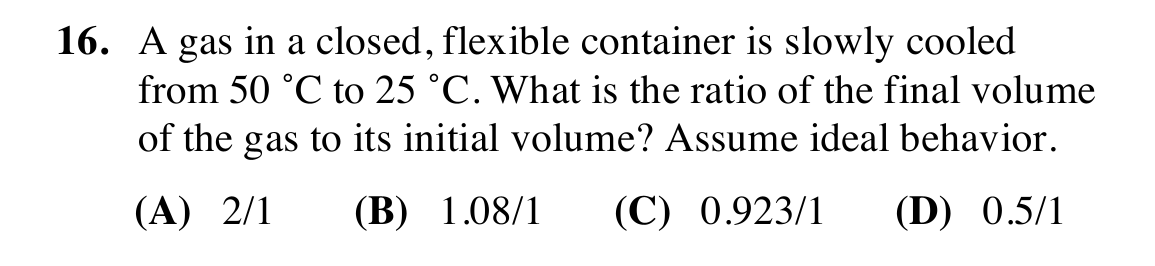 16. A gas in a closed, flexible container is slowly cooled
from 50 ˚C to 25 ˚C. What is the ratio of the final volume
of the gas to its initial volume? Assume ideal behavior.
(A) 2/1 (B) 1.08/1 (C) 0.923/1 (D) 0.5/1